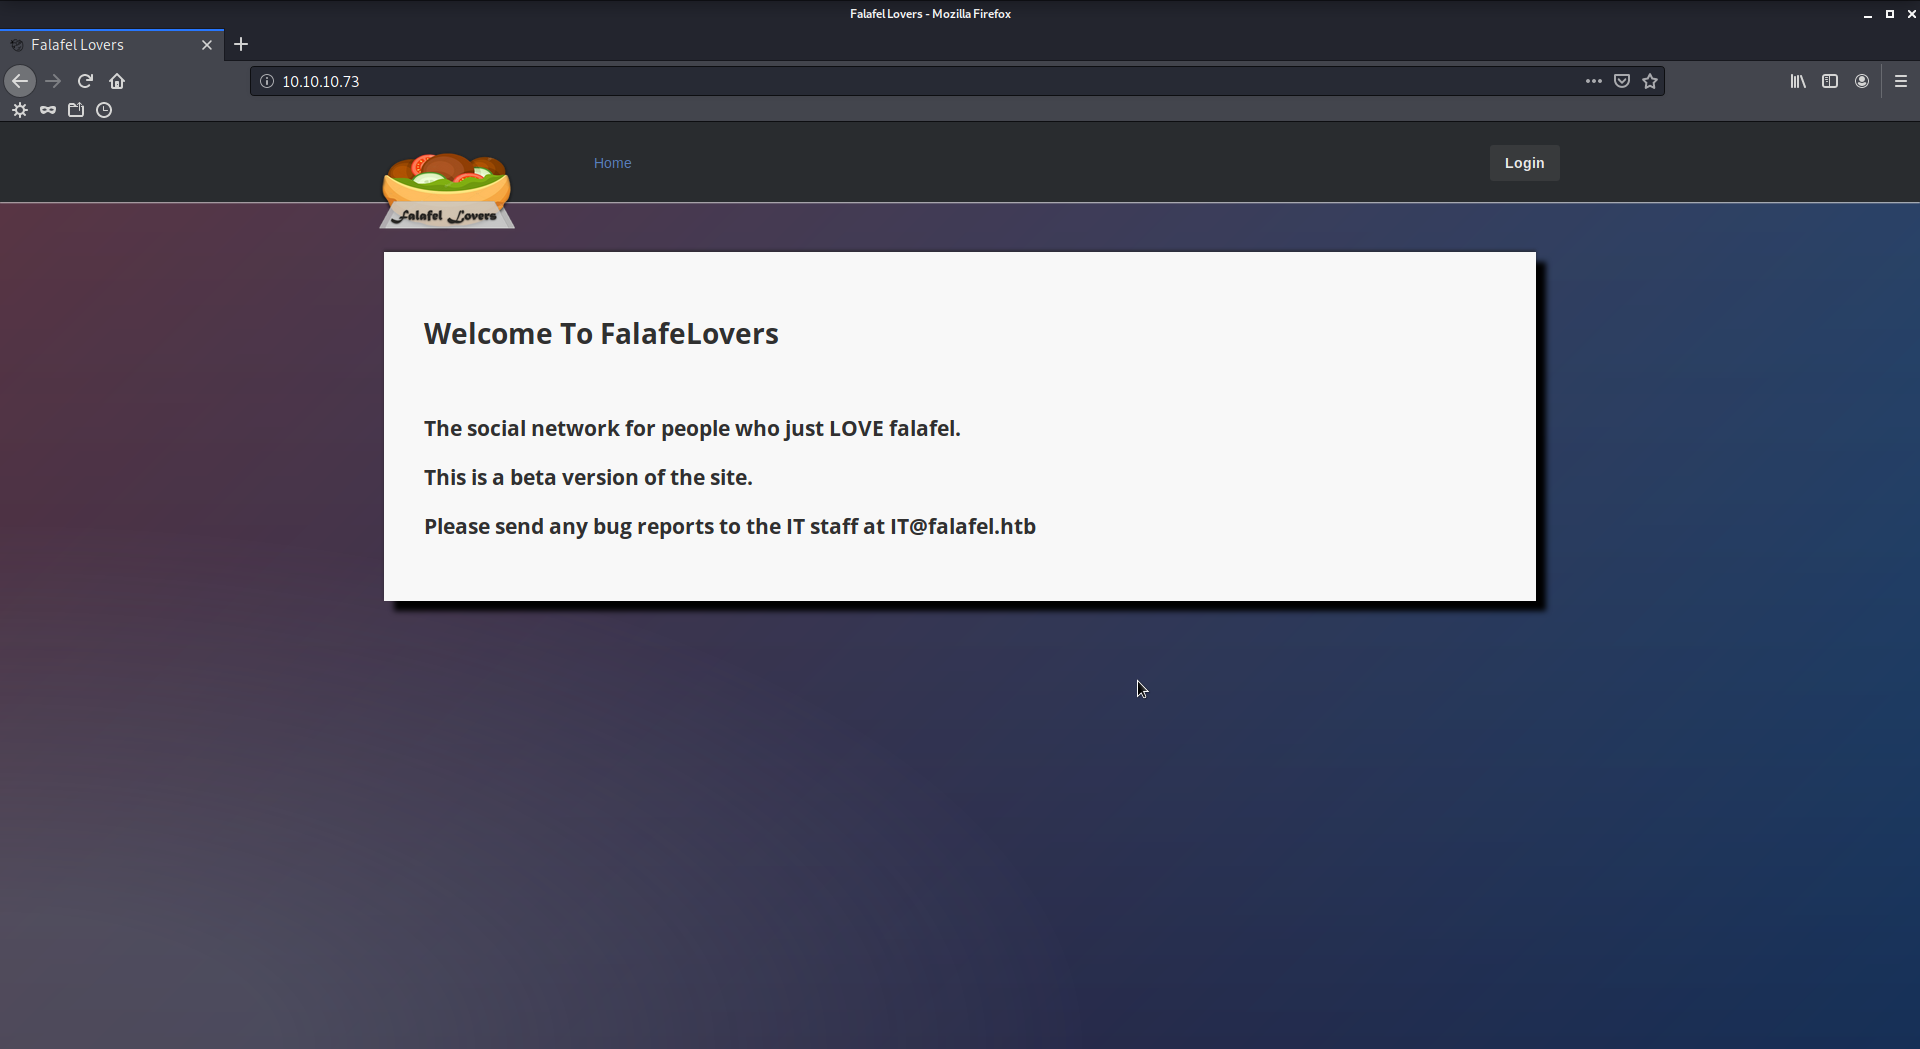 Falafel Lovers - Mozilla Firefox
Falafel Lovers
10.10.10.73
Home
Login
Falafel Lovers
Welcome To FalafeLovers
The social network for people who just LOVE falafel.
This is a beta version of the site.
Please send any bug reports to the IT staff at IT@falafel.htb